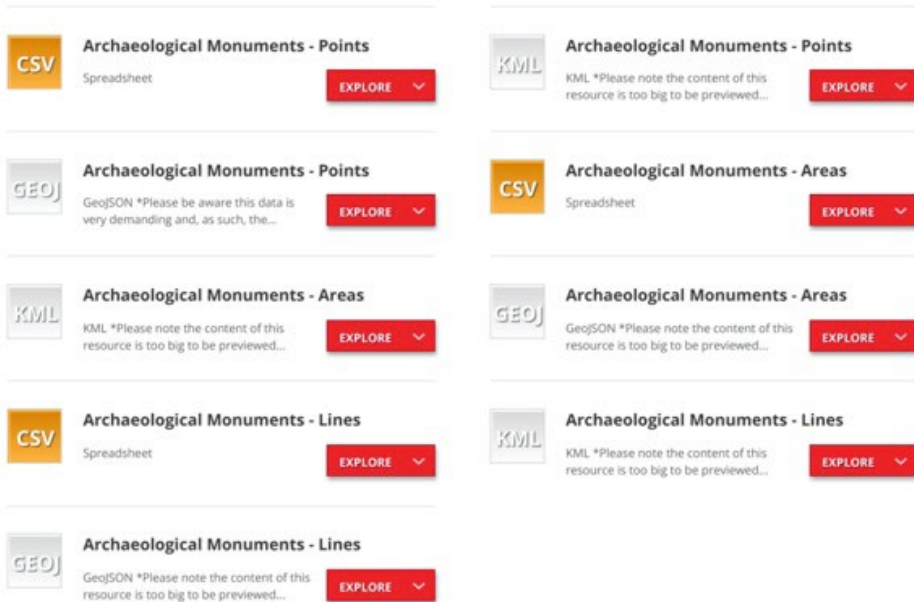 CSV
Archaeological Monuments - Points
Spreadsheet
EXPLORE
KML
Archaeological Monuments - Points
KML *Please note the content of this
resource is too big to be previewed...
EXPLORE
GEOJ
Archaeological Monuments - Points
GeoJSON *Please be aware this data is
very demanding and, as such, the...
EXPLORE
CSV
Archaeological Monuments - Areas
Spreadsheet
EXPLORE
KML
Archaeological Monuments - Areas
KML *Please note the content of this
resource is too big to be previewed...
EXPLORE
GEOJ
Archaeological Monuments - Areas
GeoJSON *Please note the content of this
resource is too big to be previewed...
EXPLORE
CSV
Archaeological Monuments - Lines
Spreadsheet
EXPLORE
KML
Archaeological Monuments - Lines
KML *Please note the content of this
resource is too big to be previewed...
EXPLORE
GEOJ
Archaeological Monuments - Lines
GeoJSON *Please note the content of this
resource is too big to be previewed...
EXPLORE